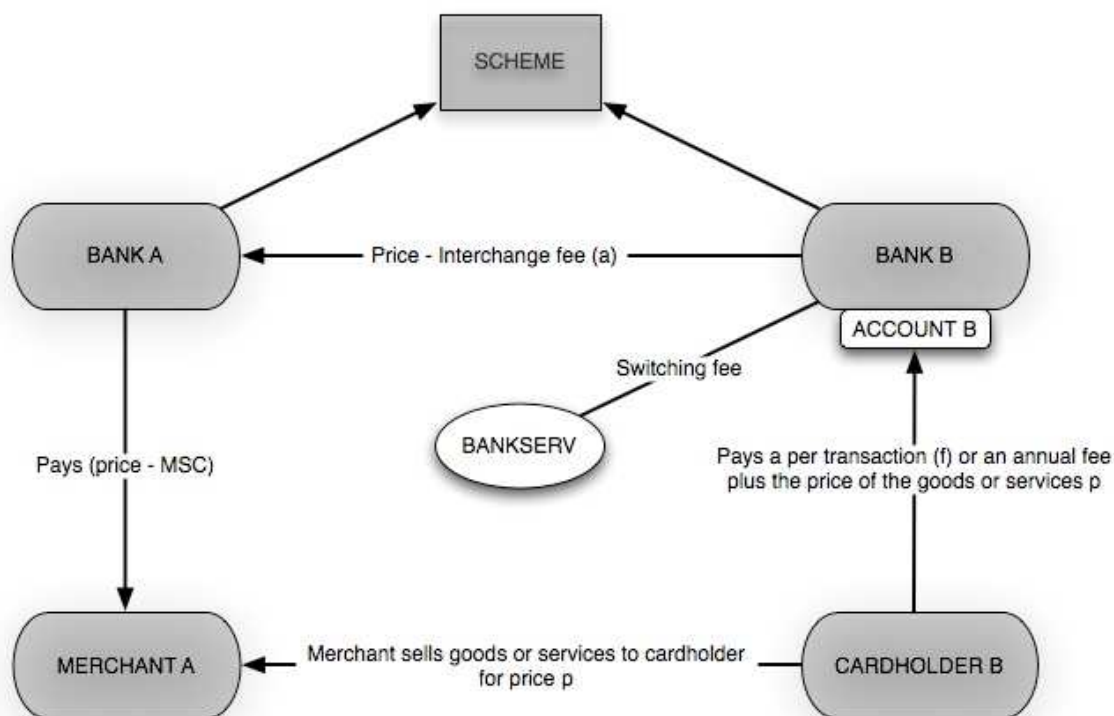 SCHEME
BANK A
Price - Interchange fee (a)
BANK B
ACCOUNT B
Switching fee
BANKSERV
Pays (price - MSC)
Pays a per transaction (f) or an annual fee
plus the price of the goods or services p
MERCHANT A
Merchant sells goods or services to cardholder
for price p
CARDHOLDER B